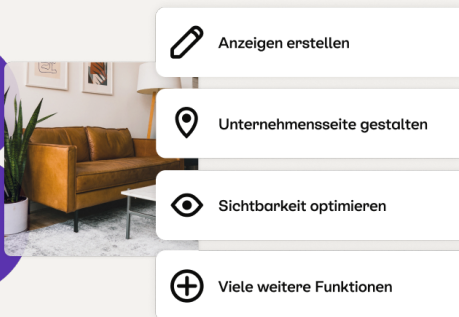 Anzeigen erstellen
Unternehmensseite gestalten
Sichtbarkeit optimieren
Viele weitere Funktionen